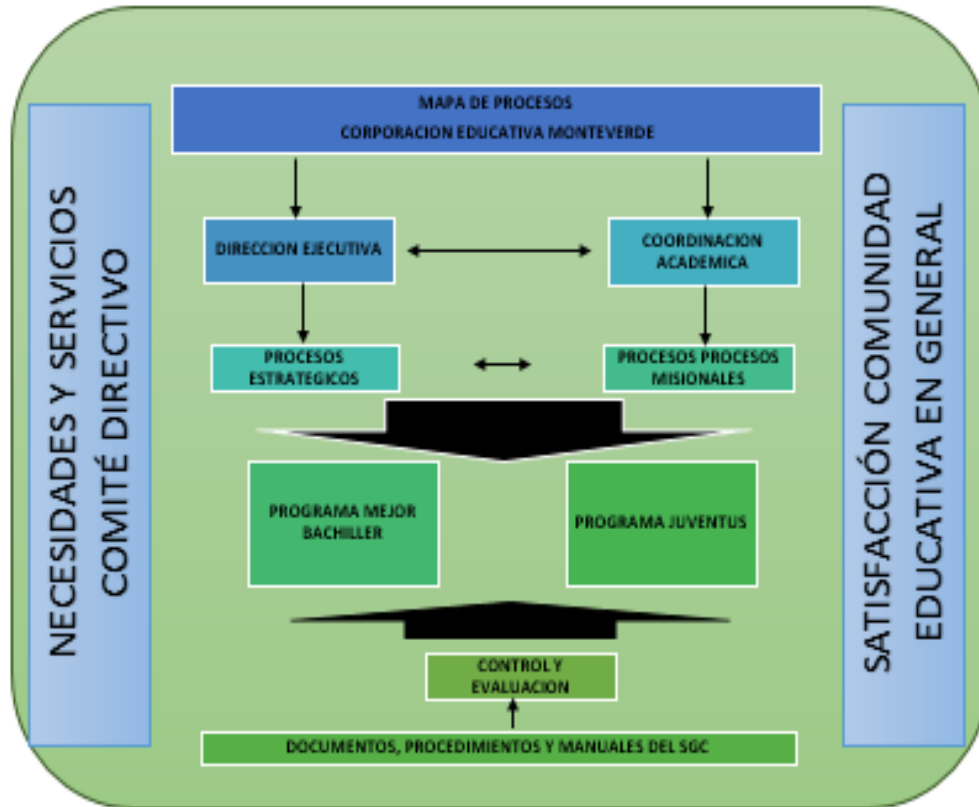 NECESIDADES Y SERVICIOS
COMITÉ DIRECTIVO
MAPA DE PROCESOS
CORPORACION EDUCATIVA MONTEVERDE
DIRECCION EJECUTIVA
COORDINACION
ACADEMICA
PROCESOS
ESTRATEGICOS
PROCESOS PROCESOS
MISIONALES
PROGRAMA MEJOR
BACHILLER
PROGRAMA JUVENTUS
CONTROL Y
EVALUACION
DOCUMENTOS, PROCEDIMIENTOS Y MANUALES DEL SGC
SATISFACCIÓN COMUNIDAD
EDUCATIVA EN GENERAL